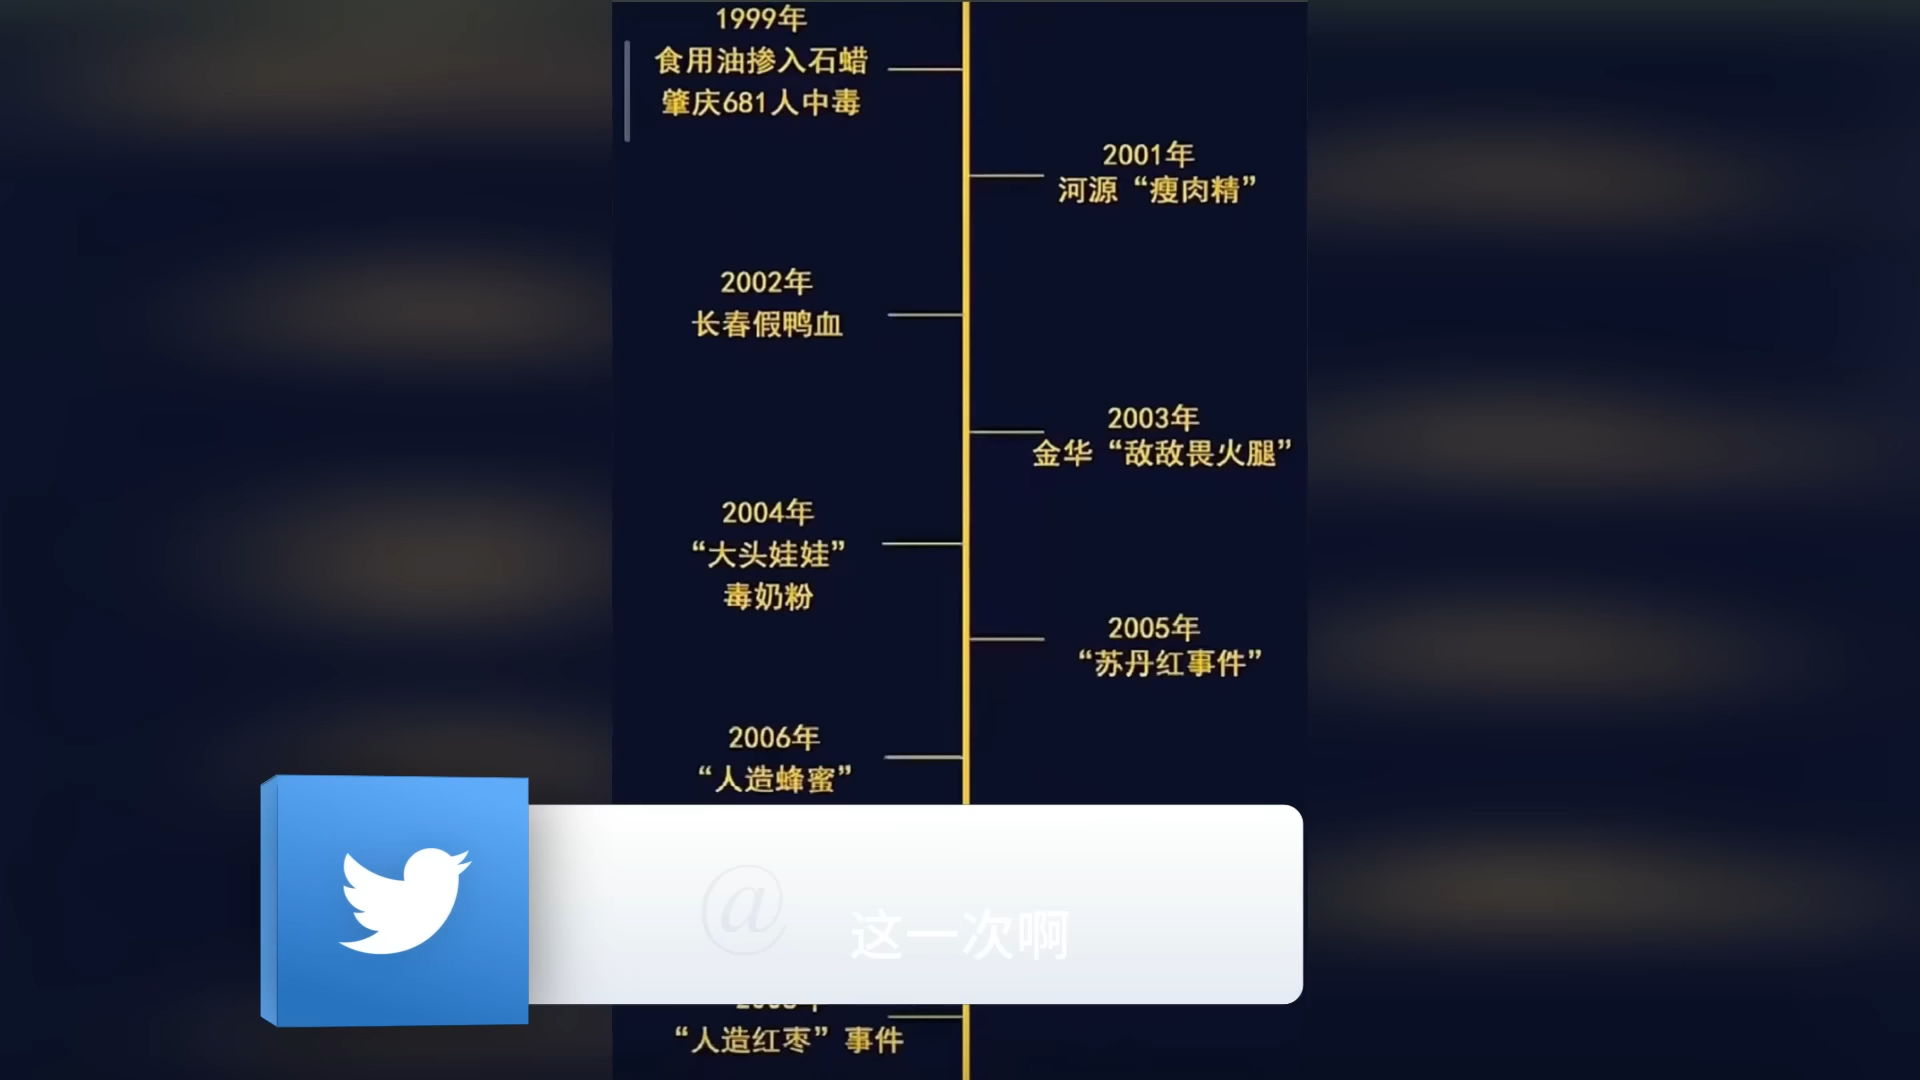 1999年
食用油掺入石蜡
肇庆681人中毒
2001年
河源“瘦肉精”
2002年
长春假鸭血
2003年
金华“敌敌畏火腿”
2004年
“大头娃娃”
毒奶粉
2005年
“苏丹红事件”
2006年
“人造蜂蜜”
@
这一次啊
“人造红枣”事件